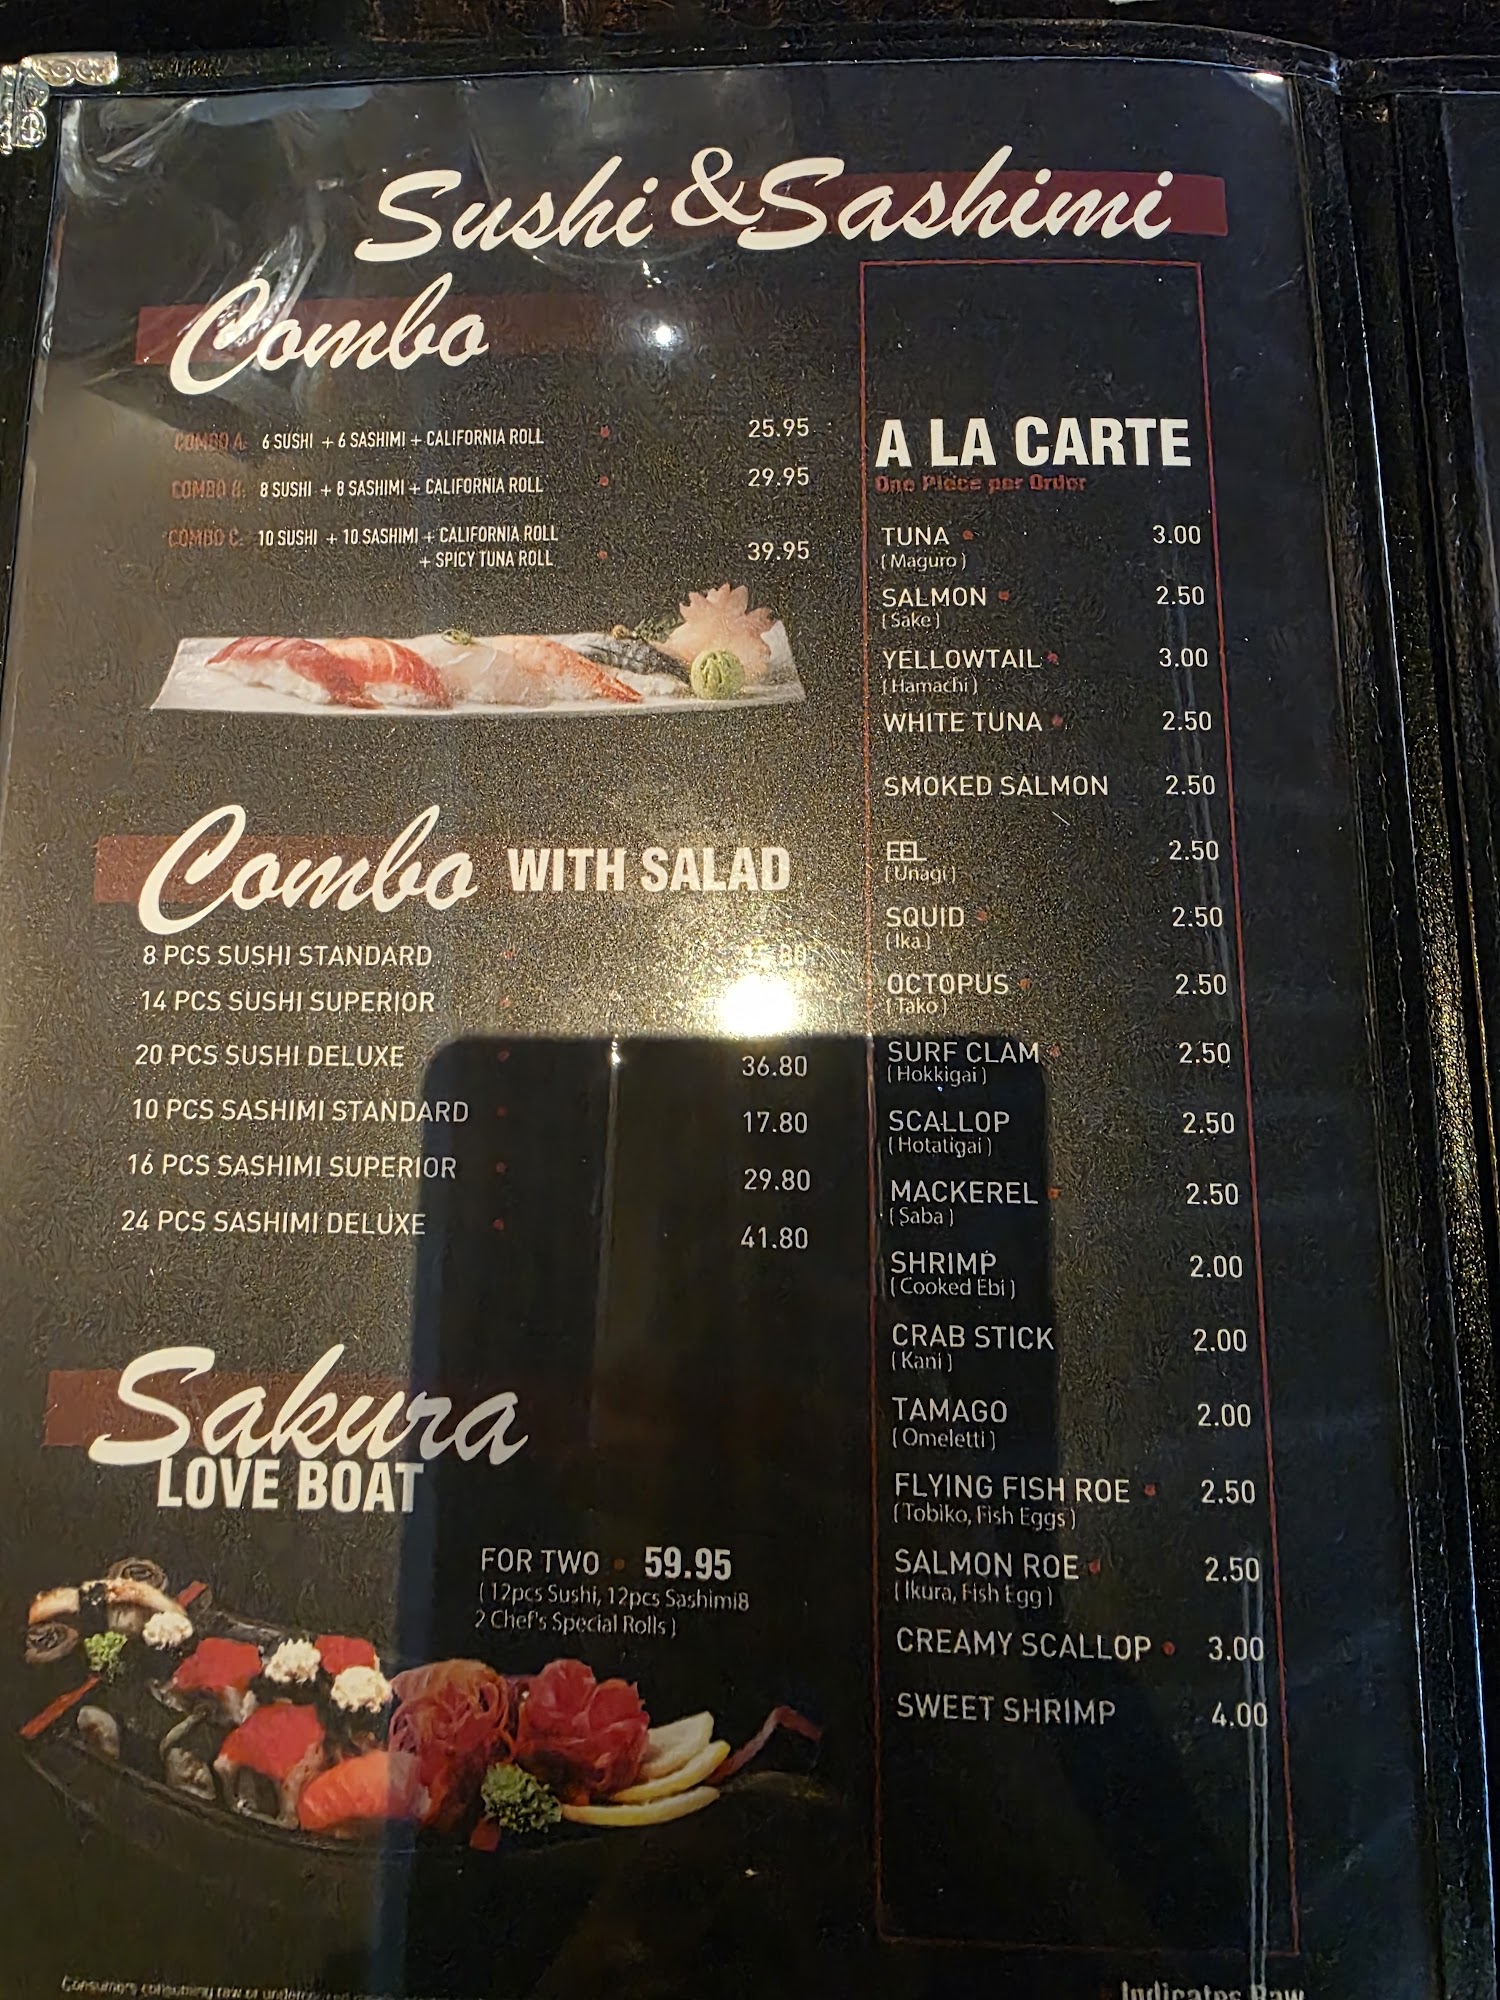 Sushi & Sashimi
Combo
COMBO A. 6 SUSHI + 6 SASHIMI + CALIFORNIA ROLL 25.95
COMBO B. 8 SUSHI + 8 SASHIMI + CALIFORNIA ROLL 29.95
COMBO C. 10 SUSHI + 10 SASHIMI + CALIFORNIA ROLL
+ SPICY TUNA ROLL 39.95
Combo WITH SALAD
8 PCS SUSHI STANDARD
14 PCS SUSHI SUPERIOR
20 PCS SUSHI DELUXE 36.80
10 PCS SASHIMI STANDARD 17.80
16 PCS SASHIMI SUPERIOR 29.80
24 PCS SASHIMI DELUXE 41.80
Sakura
LOVE BOAT
FOR TWO 59.95
(12pcs Sushi, 12pcs Sashimi8
2 Chef's Special Rolls)
A LA CARTE
One Piece per Order
TUNA 3.00
(Maguro)
SALMON 2.50
(Sake)
YELLOWTAIL 3.00
(Hamachi)
WHITE TUNA 2.50
SMOKED SALMON 2.50
EEL 2.50
(Unagi)
SQUID 2.50
(Ika)
OCTOPUS 2.50
(Tako)
SURF CLAM 2.50
(Hokkigai)
SCALLOP 2.50
(Hotatigai)
MACKEREL 2.50
(Saba)
SHRIMP 2.00
(Cooked Ebi)
CRAB STICK 2.00
(Kani)
TAMAGO 2.00
(Omeletti)
FLYING FISH ROE 2.50
(Tobiko, Fish Eggs)
SALMON ROE 2.50
(Ikura, Fish Egg)
CREAMY SCALLOP 3.00
SWEET SHRIMP 4.00
Consumers consuming raw or
Indicates Raw